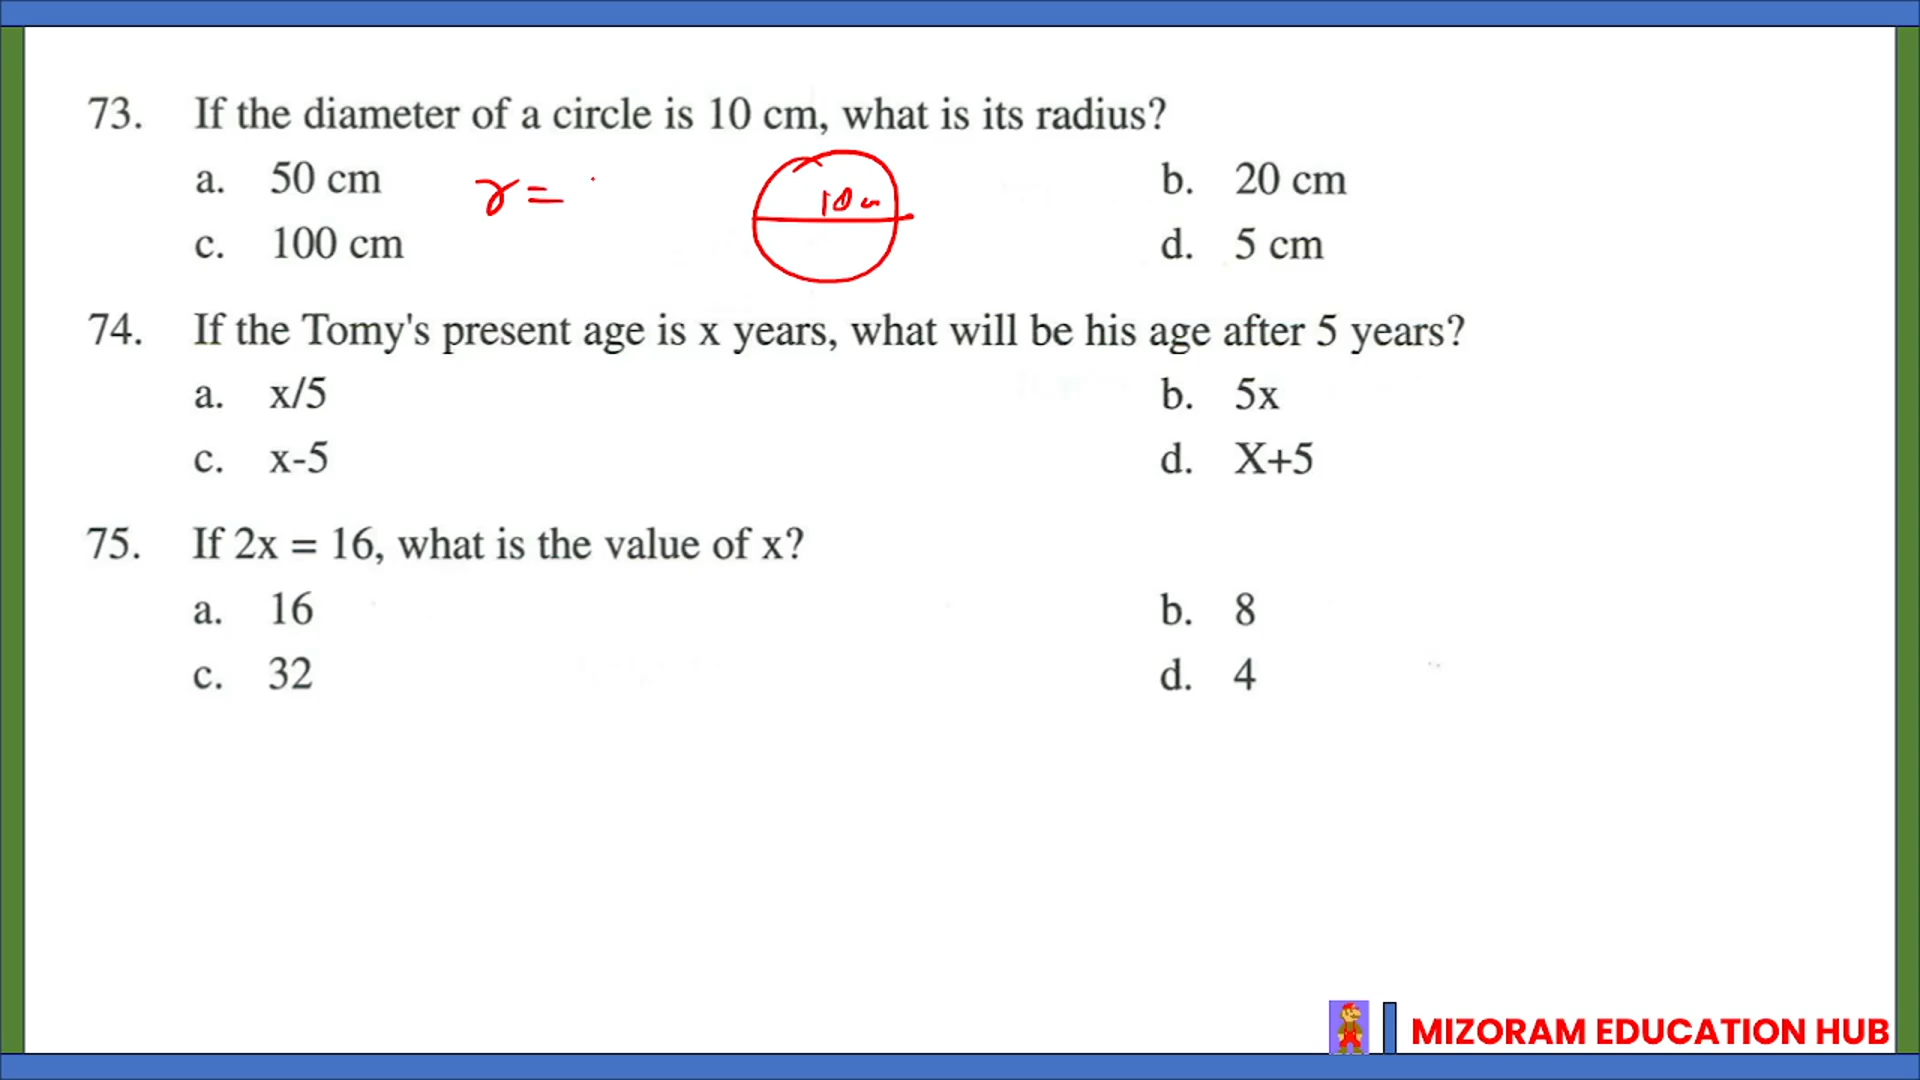 73. If the diameter of a circle is 10 cm, what is its radius?
a. 50 cm r = 10 cm b. 20 cm
c. 100 cm d. 5 cm
74. If the Tomy's present age is x years, what will be his age after 5 years?
a. x/5 b. 5x
c. x-5 d. X+5
75. If 2x = 16, what is the value of x?
a. 16 b. 8
c. 32 d. 4
MIZORAM EDUCATION HUB